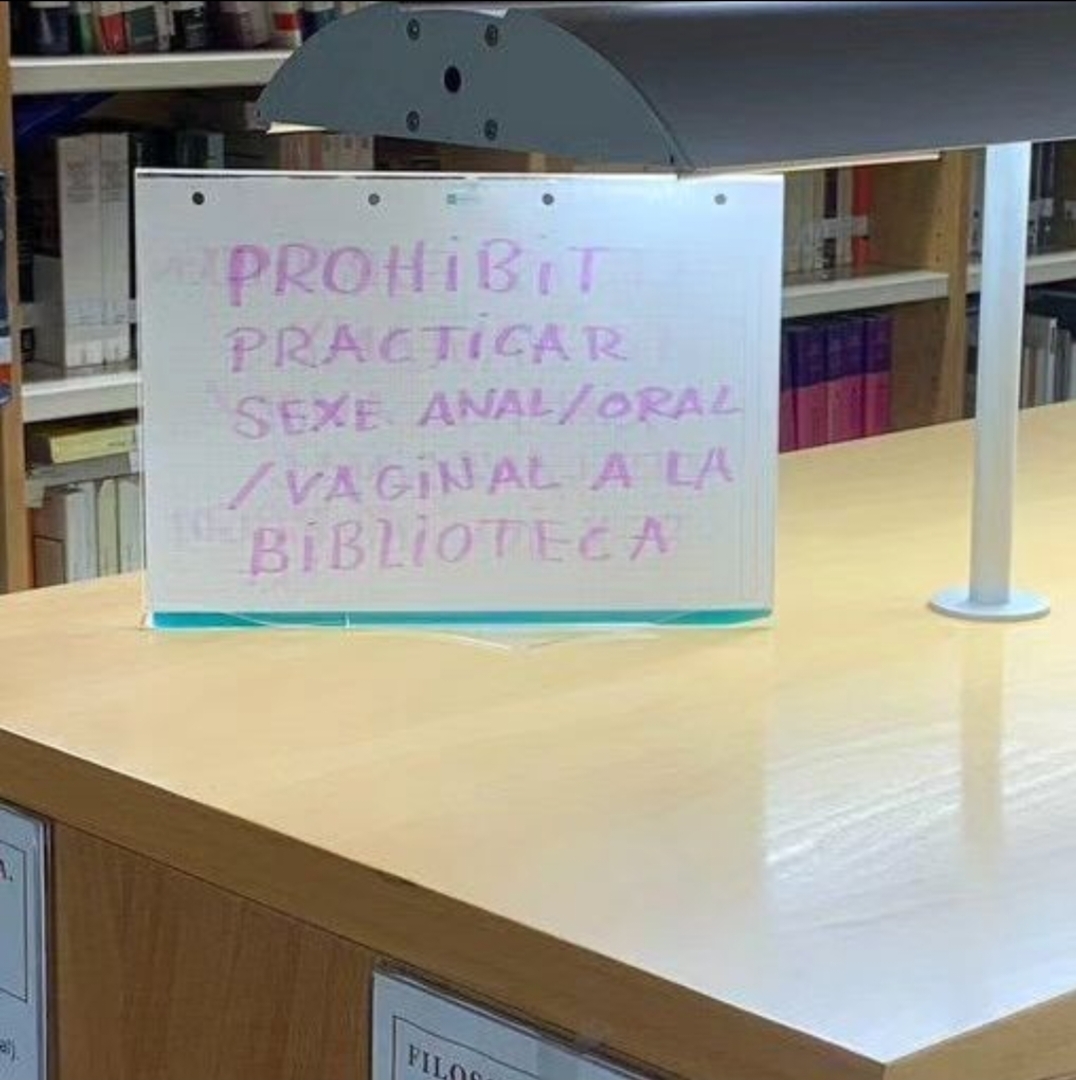 PROHiBiT
PRACTiCAR
SEXE ANAL/ORAL
/VAGiNAL A LA
BiBLiOTECA